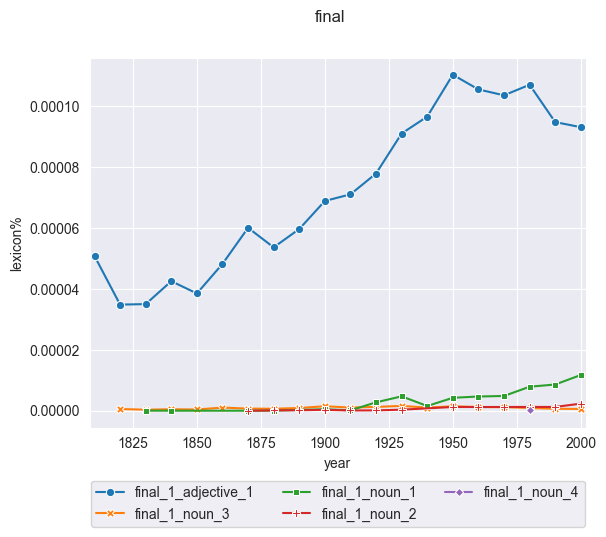 final
0.00010
0.00008
0.00006
0.00004
0.00002
0.00000
lexicon%
1825 1850 1875 1900 1925 1950 1975 2000
year
final_1_adjective_1 final_1_noun_1 final_1_noun_4
final_1_noun_3 final_1_noun_2